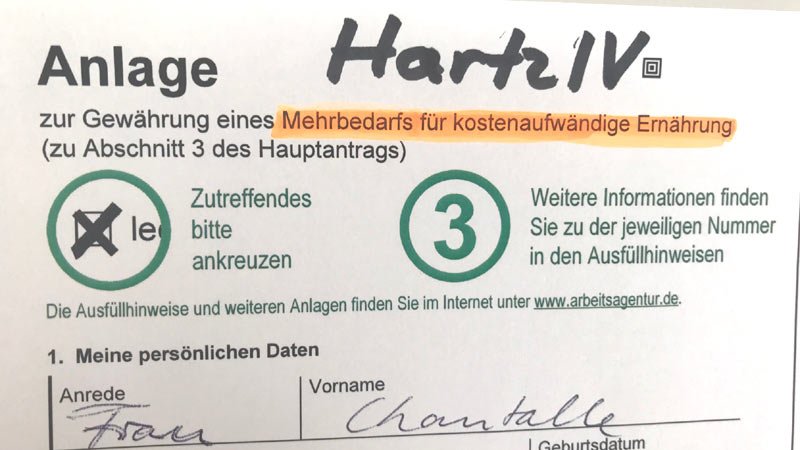 Anlage Hartz IV
zur Gewährung eines Mehrbedarfs für kostenaufwändige Ernährung
(zu Abschnitt 3 des Hauptantrags)
Zutreffendes
bitte
ankreuzen
3
Weitere Informationen finden
Sie zu der jeweiligen Nummer
in den Ausfüllhinweisen
Die Ausfüllhinweise und weiteren Anlagen finden Sie im Internet unter www.arbeitsagentur.de.
1. Meine persönlichen Daten
Anrede
Frau
Vorname
Chantalle
Geburtsdatum